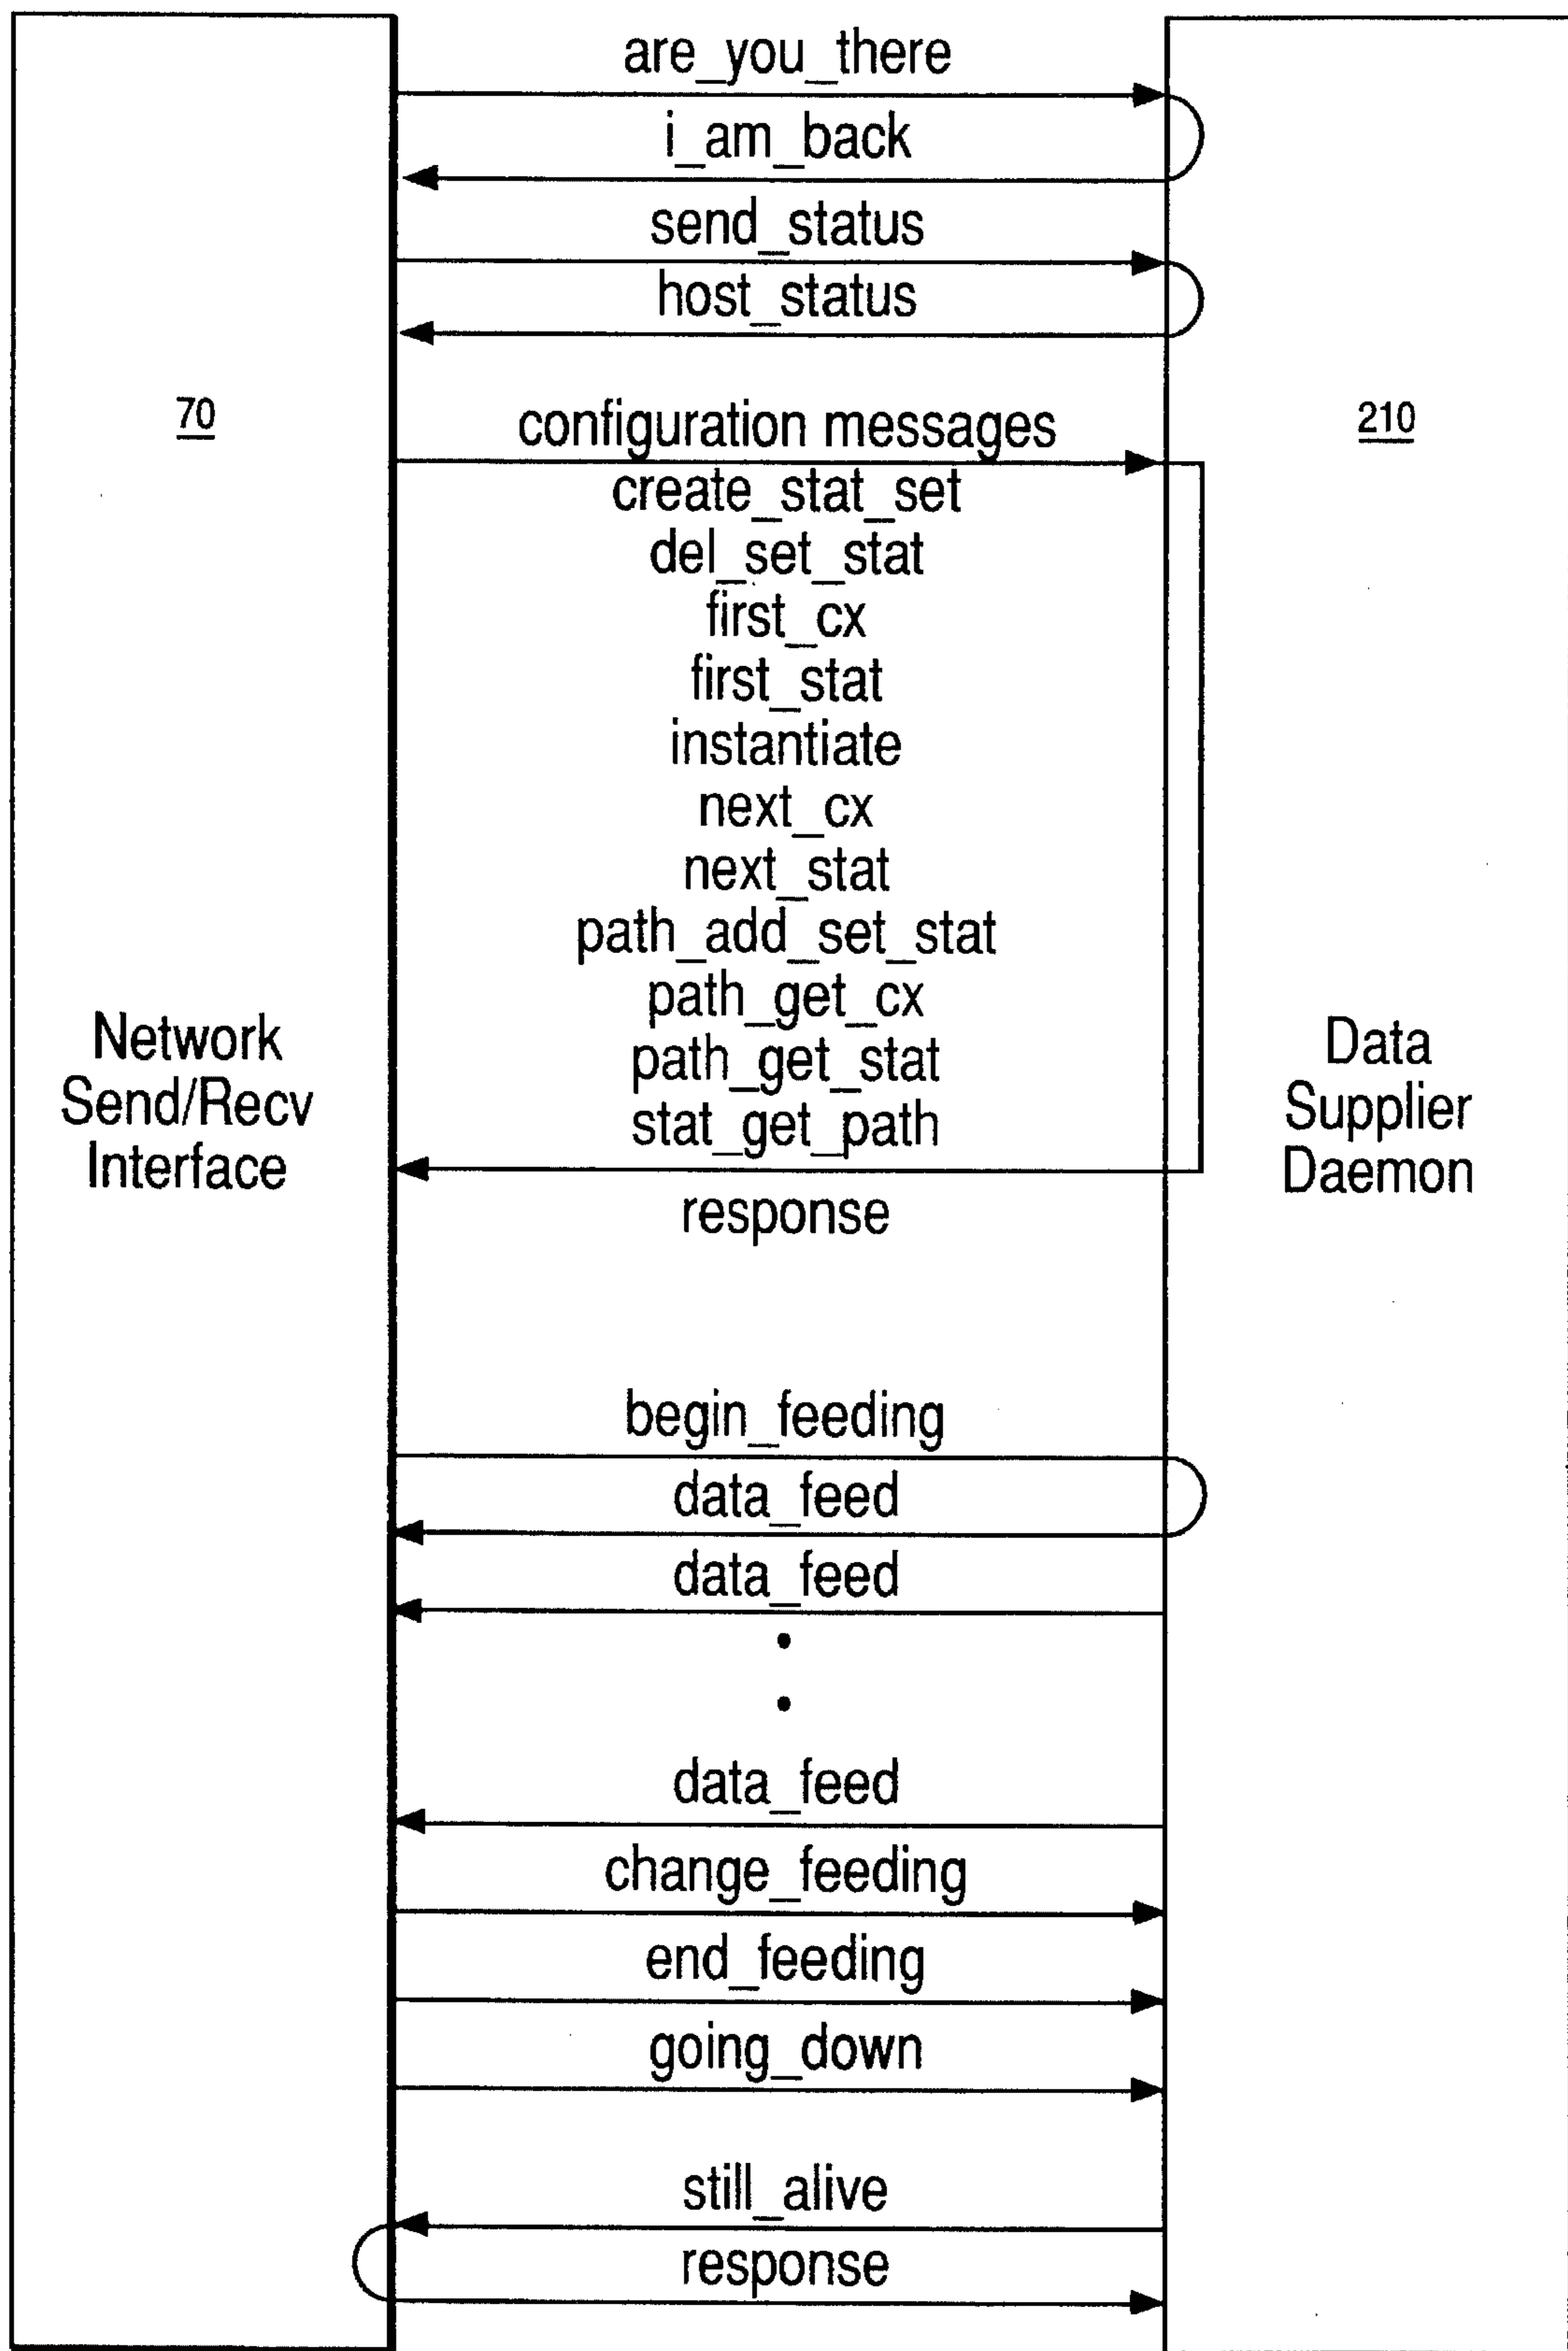 are_you_there
i_am_back
send_status
host_status
70
configuration messages
210
create_stat_set
del_set_stat
first_cx
first_stat
instantiate
next_cx
next_stat
path_add_set_stat
path_get_cx
path_get_stat
stat_get_path
response
Network
Send/Recv
Interface
Data
Supplier
Daemon
begin_feeding
data_feed
data_feed
data_feed
change_feeding
end_feeding
going_down
still_alive
response